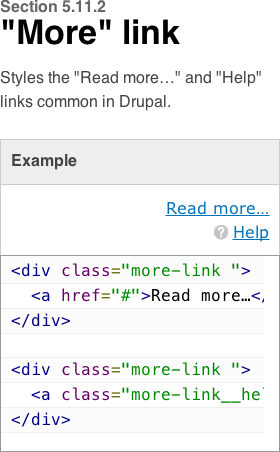 Section 5.11.2
"More" link
Styles the "Read more…" and "Help"
links common in Drupal.
Example
Read more…
Help
<div class="more-link ">
<a href="#">Read more…</
</div>
<div class="more-link ">
<a class="more-link__he
</div>